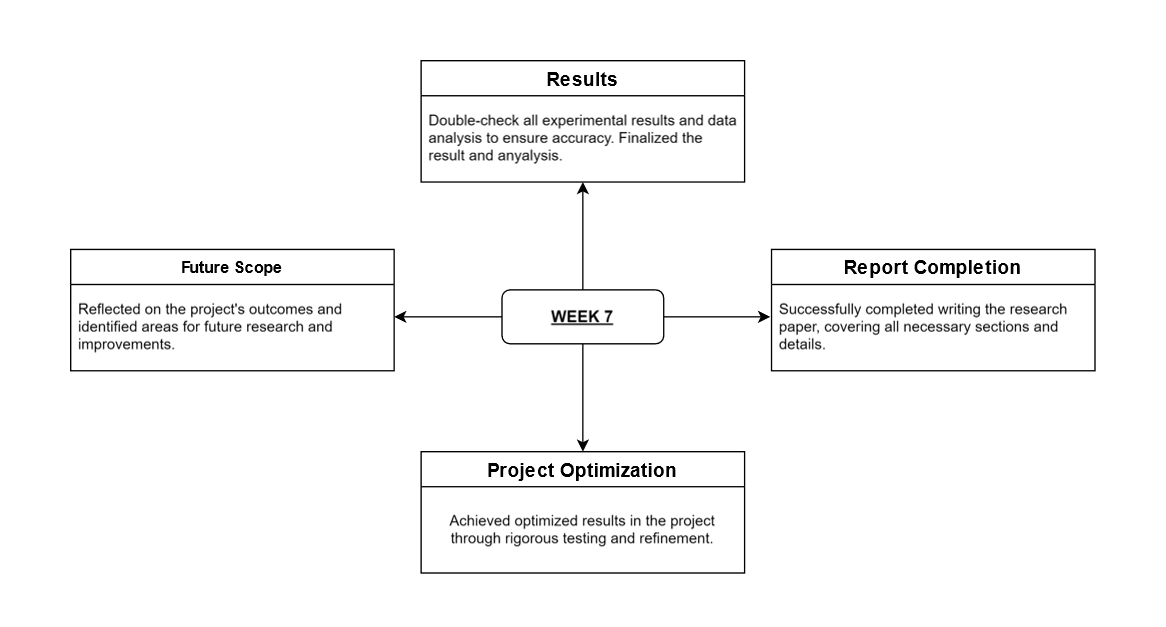 Results
Double-check all experimental results and data
analysis to ensure accuracy. Finalized the
result and anyalysis.
Future Scope
Reflected on the project's outcomes and
identified areas for future research and
improvements.
WEEK 7
Report Completion
Successfully completed writing the research
paper, covering all necessary sections and
details.
Project Optimization
Achieved optimized results in the project
through rigorous testing and refinement.